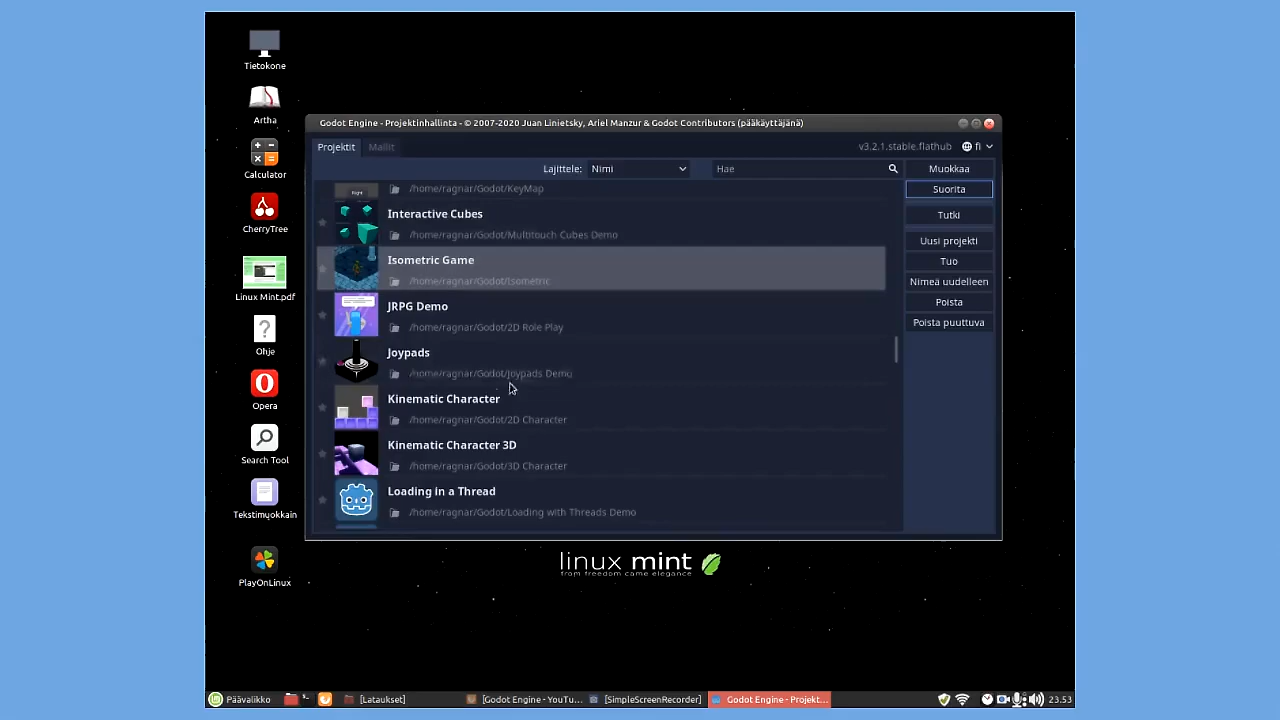 Tietokone
Artha
Calculator
CherryTree
Linux Mint.pdf
Ohje
Opera
Search Tool
Tekstimuokkain
PlayOnLinux
Godot Engine - Projektinhallinta - © 2007-2020 Juan Linietsky, Ariel Manzur & Godot Contributors (pääkäyttäjänä)
Projektit Mallit
v3.2.1.stable.flathub fi
Lajittele: Nimi Hae
/home/ragnar/Godot/KeyMap
Interactive Cubes
/home/ragnar/Godot/Multitouch Cubes Demo
Isometric Game
/home/ragnar/Godot/Isometric
JRPG Demo
/home/ragnar/Godot/2D Role Play
Joypads
/home/ragnar/Godot/Joypads Demo
Kinematic Character
/home/ragnar/Godot/2D Character
Kinematic Character 3D
/home/ragnar/Godot/3D Character
Loading in a Thread
/home/ragnar/Godot/Loading with Threads Demo
Muokkaa
Suorita
Tutki
Uusi projekti
Tuo
Nimeä uudelleen
Poista
Poista puuttuva
linux mint
from freedom came elegance
Päävalikko [Lataukset] [Godot Engine - YouTu... [SimpleScreenRecorder] Godot Engine - Projekt... 23.53